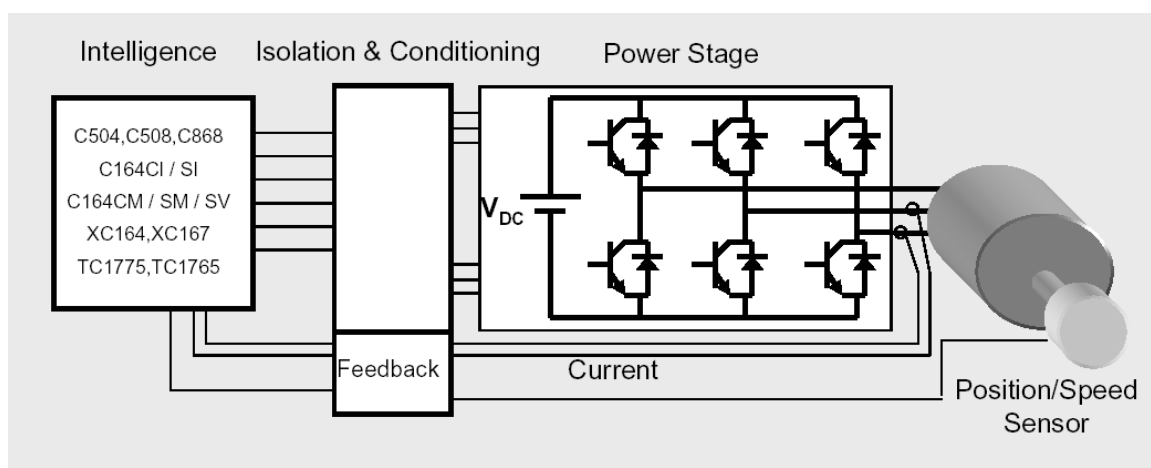 Intelligence
Isolation & Conditioning
Power Stage
C504,C508,C868
C164CI / SI
C164CM / SM / SV
XC164,XC167
TC1775,TC1765
VDC
Feedback
Current
Position/Speed
Sensor